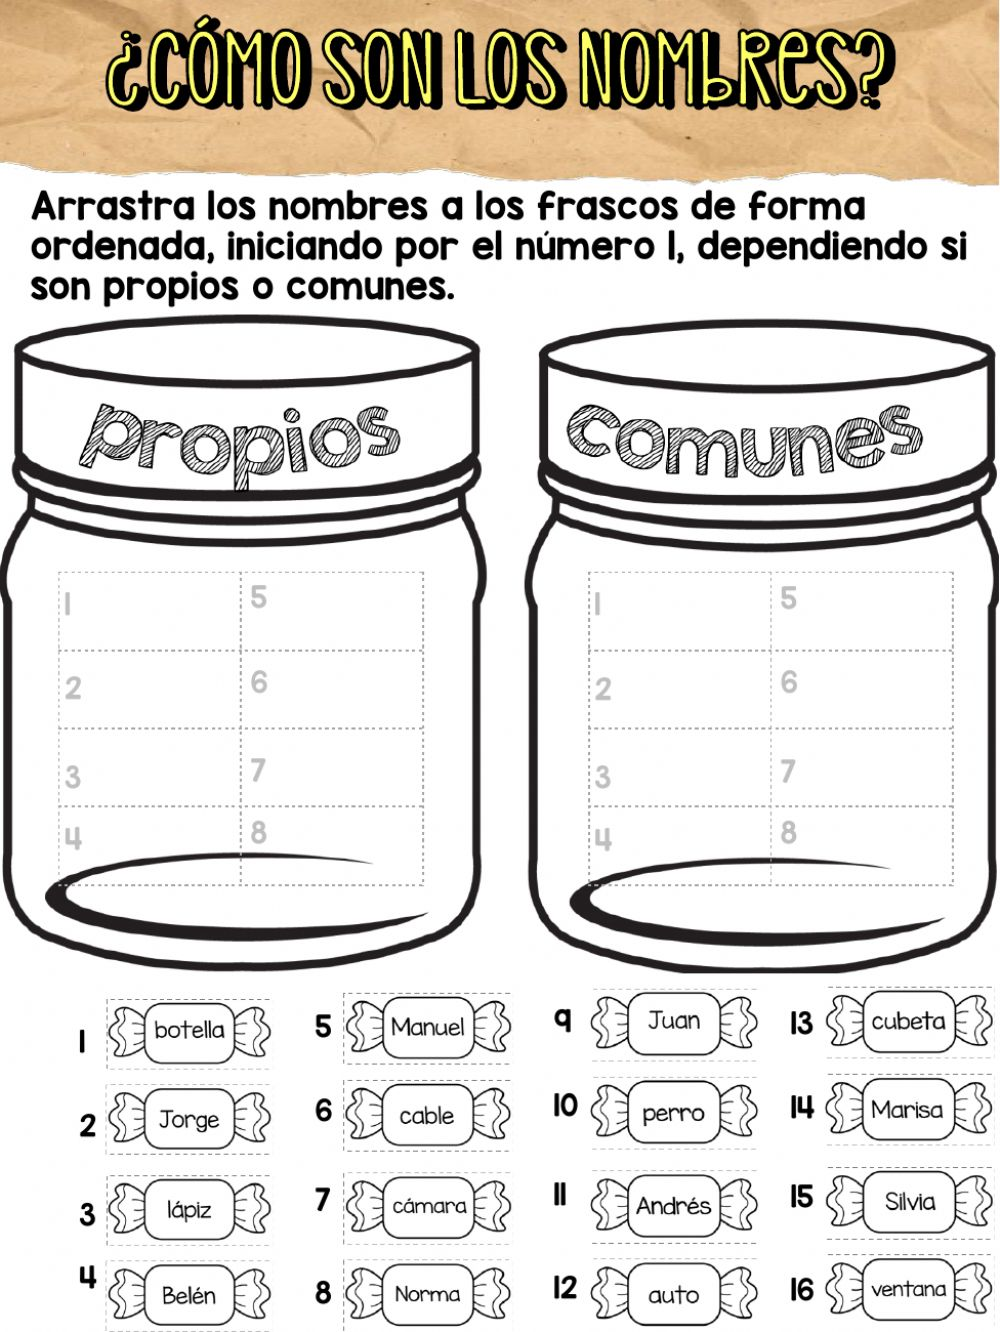 ¿CÓMO SON LOS NOMBRES?
Arrastra los nombres a los frascos de forma
ordenada, iniciando por el número 1, dependiendo si
son propios o comunes.
propios
1 5
2 6
3 7
4 8
comunes
1 5
2 6
3 7
4 8
1 botella
2 Jorge
3 lápiz
4 Belén
5 Manuel
6 cable
7 cámara
8 Norma
9 Juan
10 perro
11 Andrés
12 auto
13 cubeta
14 Marisa
15 Silvia
16 ventana